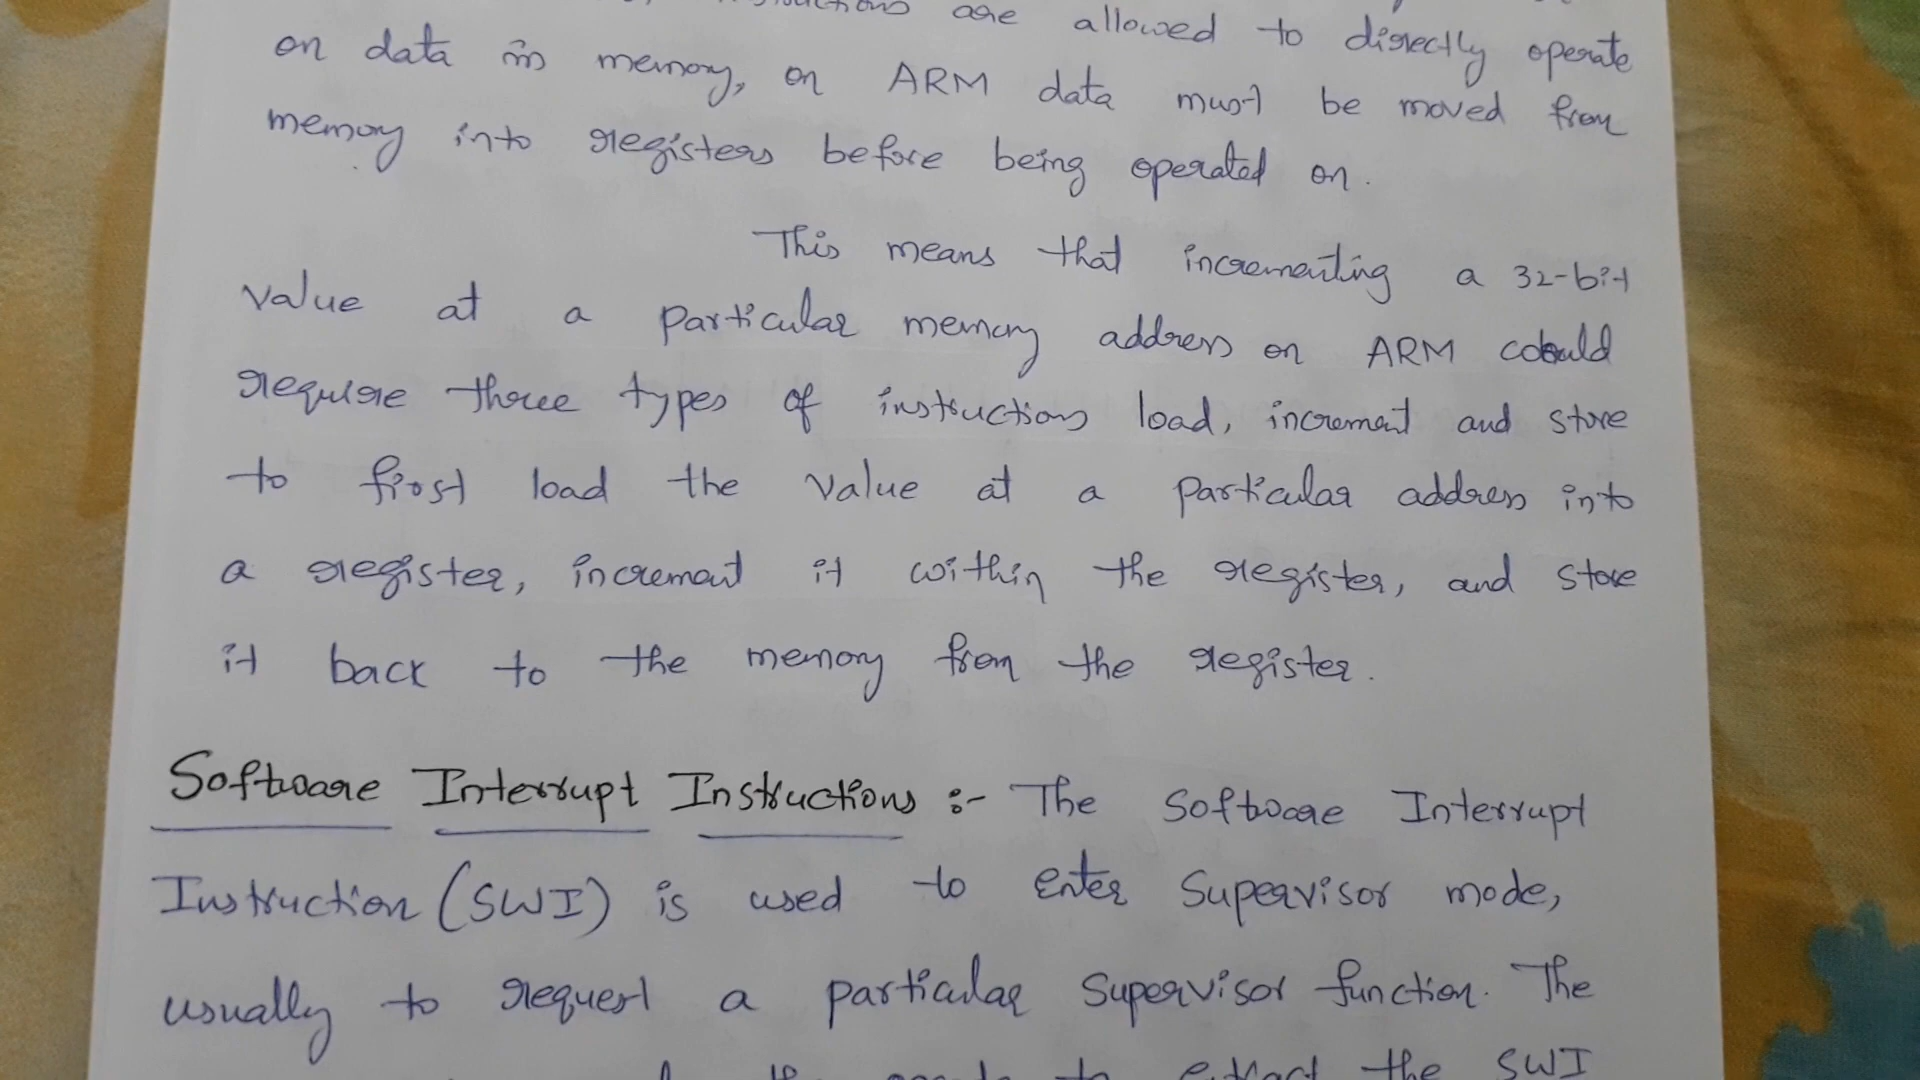 are allowed to directly operate
on data in memory, on ARM data must be moved from
memory into registers before being operated on.
This means that incrementing a 32-bit
value at a particular memory address on ARM could
require three types of instructions load, increment and store
to first load the value at a particular address into
a register, increment it within the register, and store
it back to the memory from the register.
Software Interrupt Instructions :- The Software Interrupt
Instruction (SWI) is used to enter Supervisor mode,
usually to request a particular Supervisor function. The
to extract the SWI